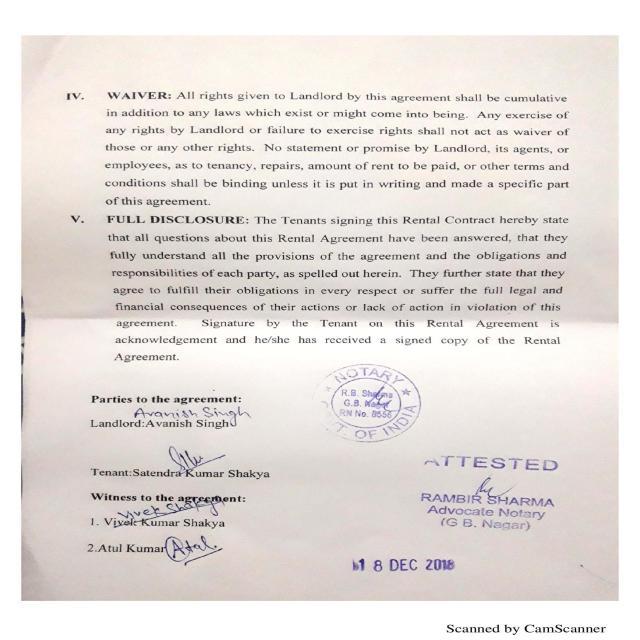 IV. WAIVER: All rights given to Landlord by this agreement shall be cumulative
in addition to any laws which exist or might come into being. Any exercise of
any rights by Landlord or failure to exercise rights shall not act as waiver of
those or any other rights. No statement or promise by Landlord, its agents, or
employees, as to tenancy, repairs, amount of rent to be paid, or other terms and
conditions shall be binding unless it is put in writing and made a specific part
of this agreement.
V. FULL DISCLOSURE: The Tenants signing this Rental Contract hereby state
that all questions about this Rental Agreement have been answered, that they
fully understand all the provisions of the agreement and the obligations and
responsibilities of each party, as spelled out herein. They further state that they
agree to fulfill their obligations in every respect or suffer the full legal and
financial consequences of their actions or lack of action in violation of this
agreement. Signature by the Tenant on this Rental Agreement is
acknowledgement and he/she has received a signed copy of the Rental
Agreement.
Parties to the agreement:
Avanish Singh
Landlord:Avanish Singh
Tenant:Satendra Kumar Shakya
Witness to the agreement:
Vivek Shakya
1. Vivek Kumar Shakya
2.Atul Kumar Atal
NOTARY
R.B. Sharma
G.B. Nagar
RN No. 8556
GOVT. OF INDIA
ATTESTED
RAMBIR SHARMA
Advocate Notary
(G B. Nagar)
18 DEC 2018
Scanned by CamScanner